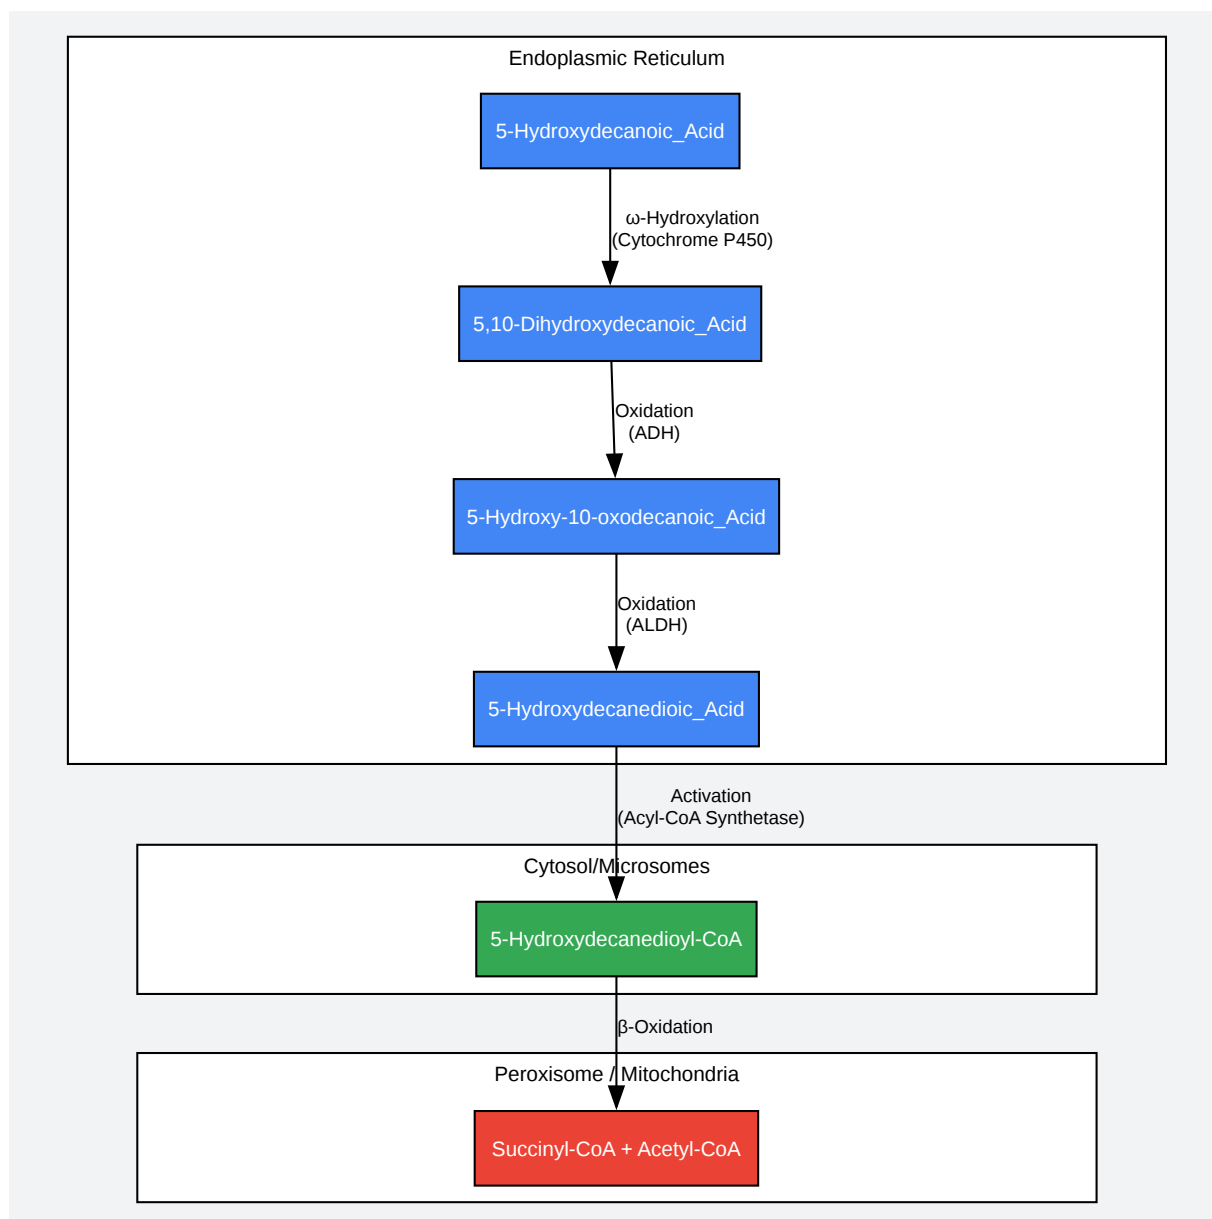 Endoplasmic Reticulum
5-Hydroxydecanoic_Acid
ω-Hydroxylation
(Cytochrome P450)
5,10-Dihydroxydecanoic_Acid
Oxidation
(ADH)
5-Hydroxy-10-oxodecanoic_Acid
Oxidation
(ALDH)
5-Hydroxydecanedioic_Acid
Activation
(Acyl-CoA Synthetase)
Cytosol/Microsomes
5-Hydroxydecanedioyl-CoA
β-Oxidation
Peroxisome / Mitochondria
Succinyl-CoA + Acetyl-CoA